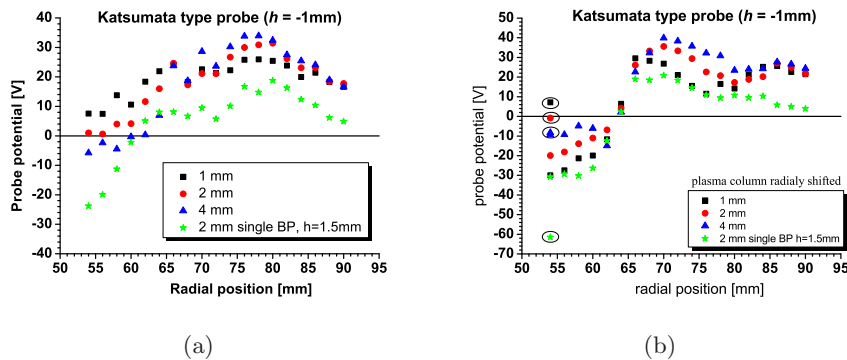 Katsumata type probe (h = -1mm)
Probe potential [V]
40
30
20
10
0
-10
-20
-30
-40
1 mm
2 mm
4 mm
2 mm single BP, h=1.5mm
50 55 60 65 70 75 80 85 90 95
Radial position [mm]
(a)
Katsumata type probe (h = -1mm)
probe potential [V]
60
50
40
30
20
10
0
-10
-20
-30
-40
-50
-60
-70
plasma column radialy shifted
1 mm
2 mm
4 mm
2 mm single BP h=1.5mm
50 55 60 65 70 75 80 85 90 95
radial position [mm]
(b)